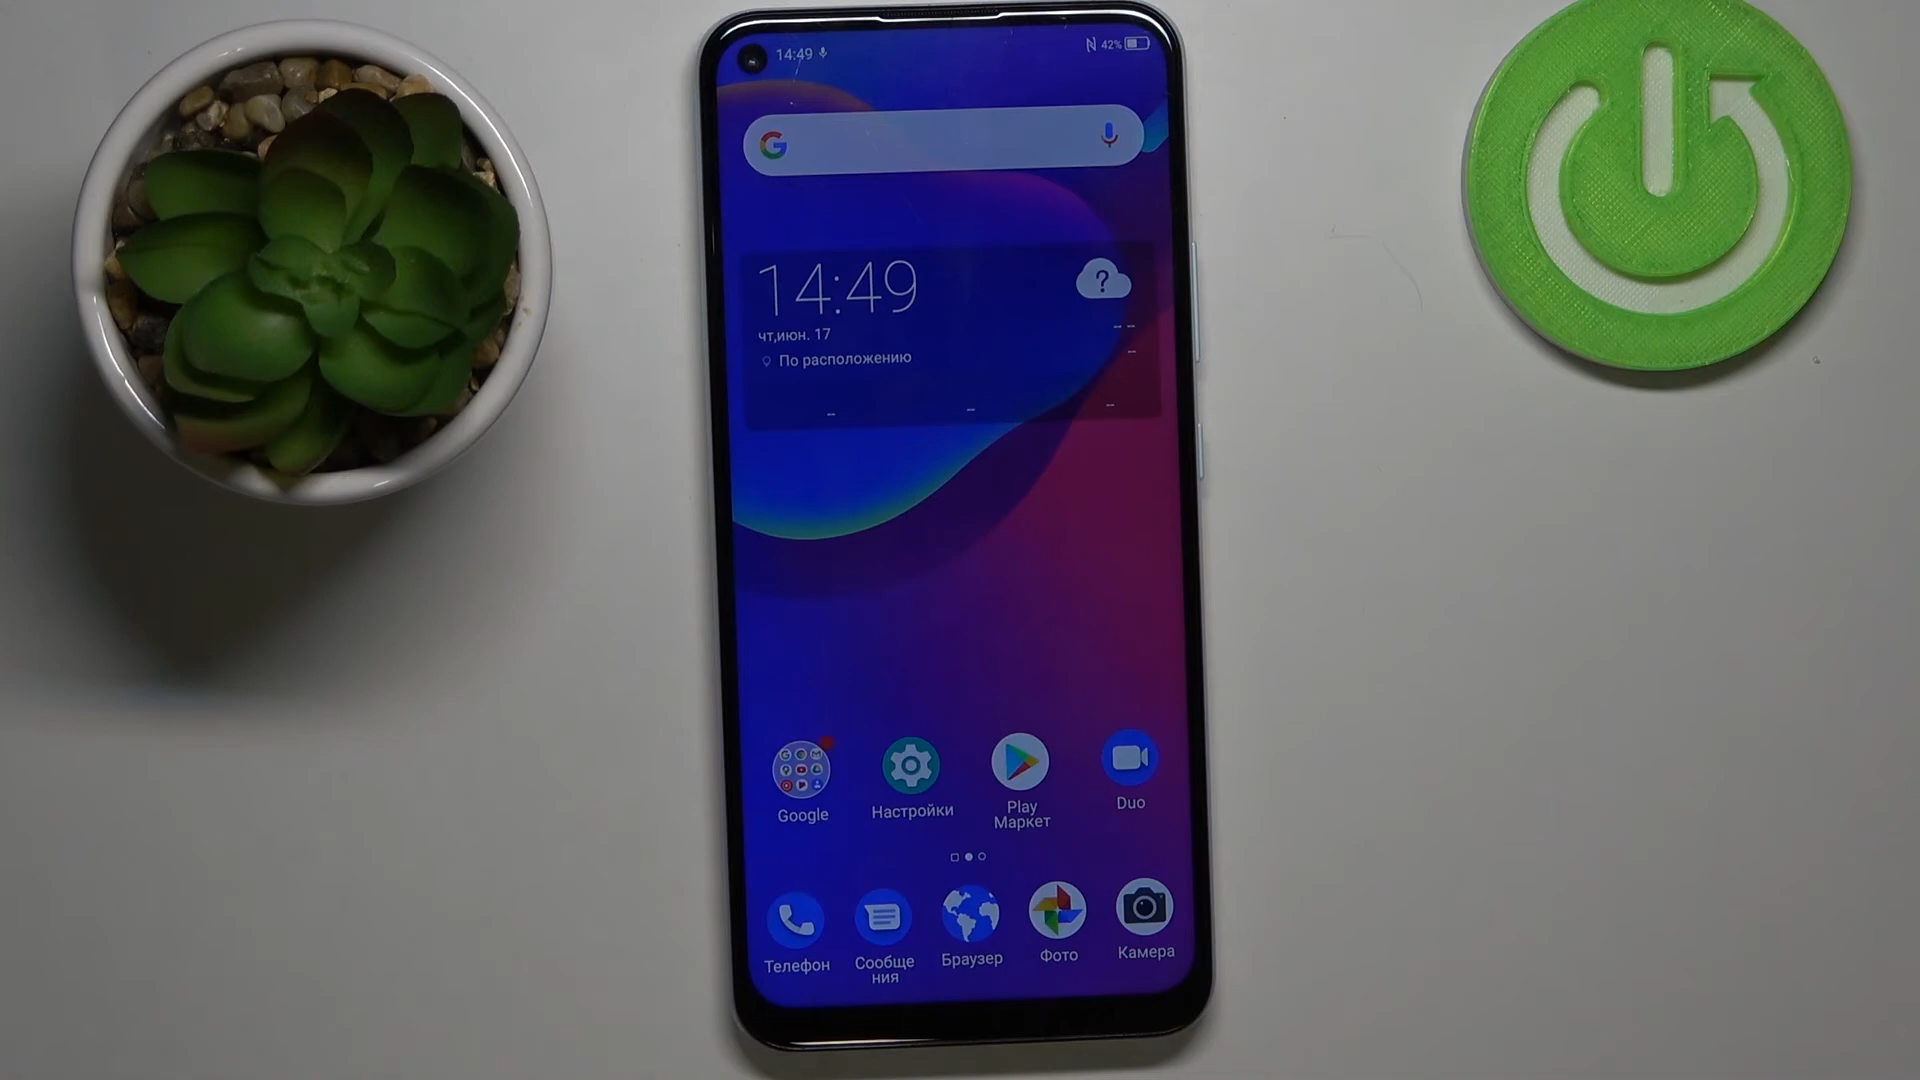 14:49
42%
G
14:49
?
-- --
чт,июн. 17
--
По расположению
-- -- --
Google
Настройки
Play
Маркет
Duo
Телефон
Сообще
ния
Браузер
Фото
Камера